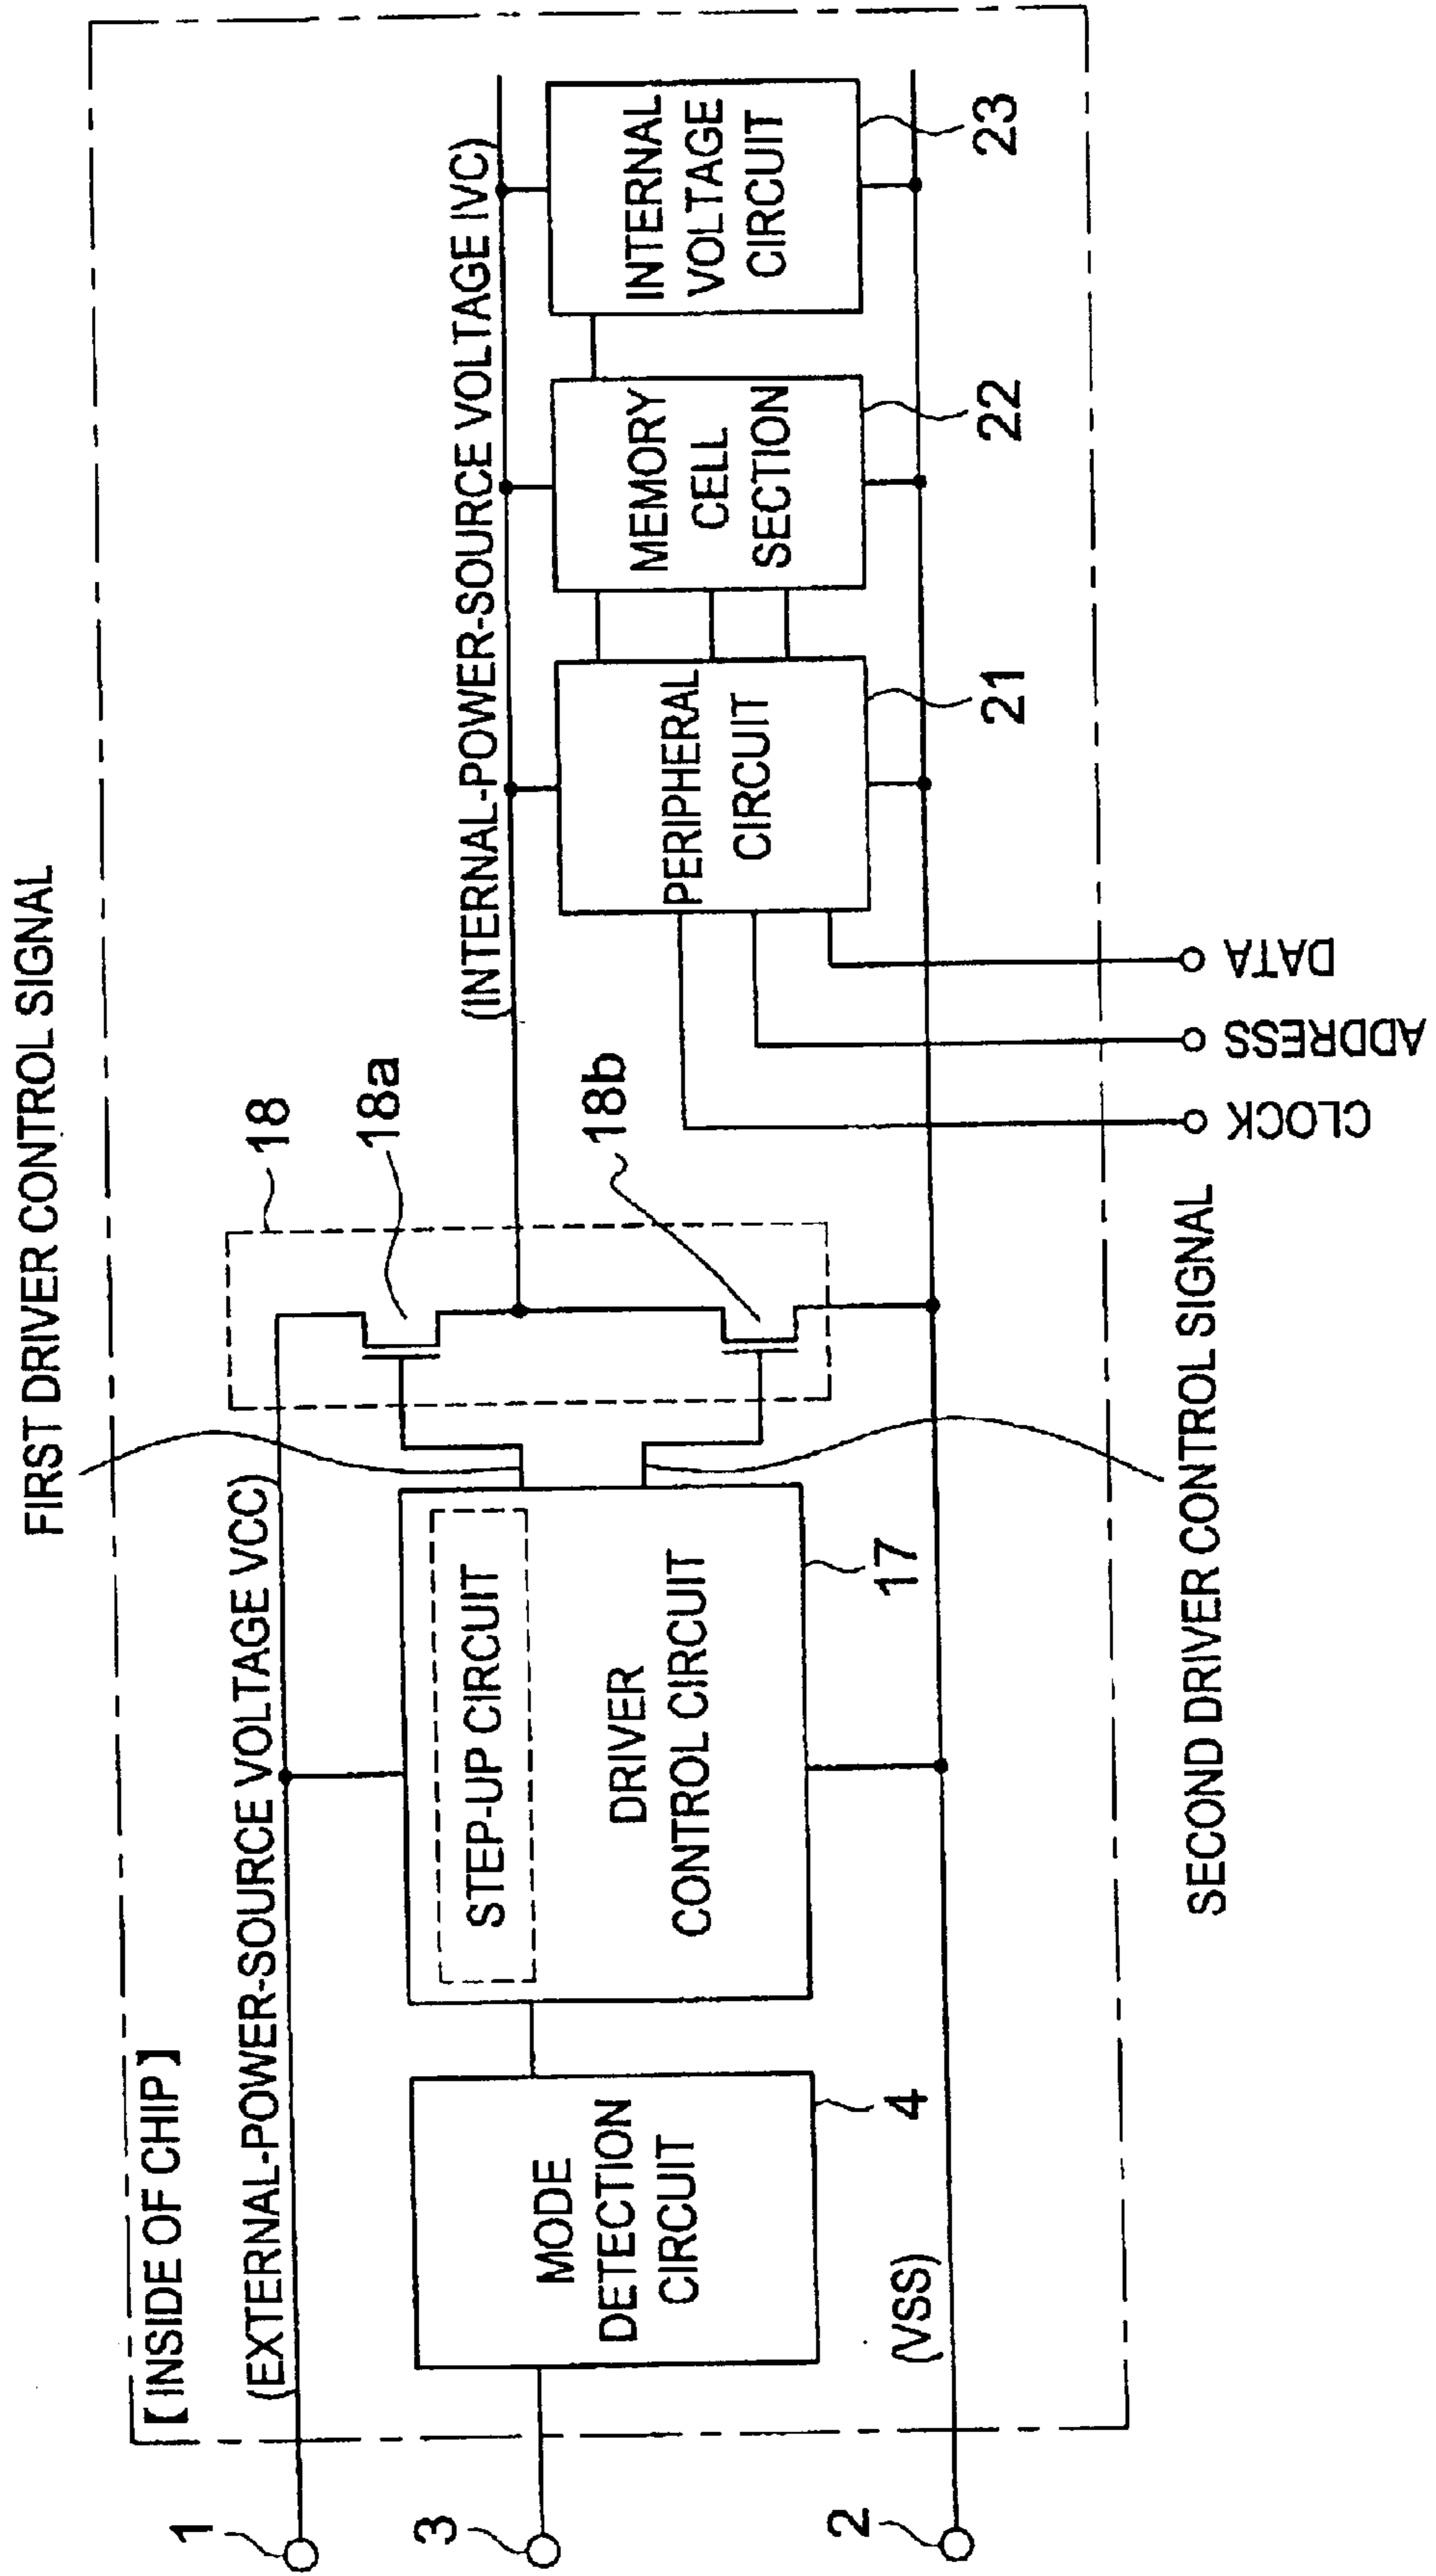 FIRST DRIVER CONTROL SIGNAL
[INSIDE OF CHIP]
1
(EXTERNAL-POWER-SOURCE VOLTAGE VCC)
18
18a
18b
(INTERNAL-POWER-SOURCE VOLTAGE IVC)
3
MODE
DETECTION
CIRCUIT
4
STEP-UP CIRCUIT
DRIVER
CONTROL CIRCUIT
17
PERIPHERAL
CIRCUIT
21
MEMORY
CELL
SECTION
22
INTERNAL
VOLTAGE
CIRCUIT
23
2
(VSS)
CLOCK
ADDRESS
DATA
SECOND DRIVER CONTROL SIGNAL